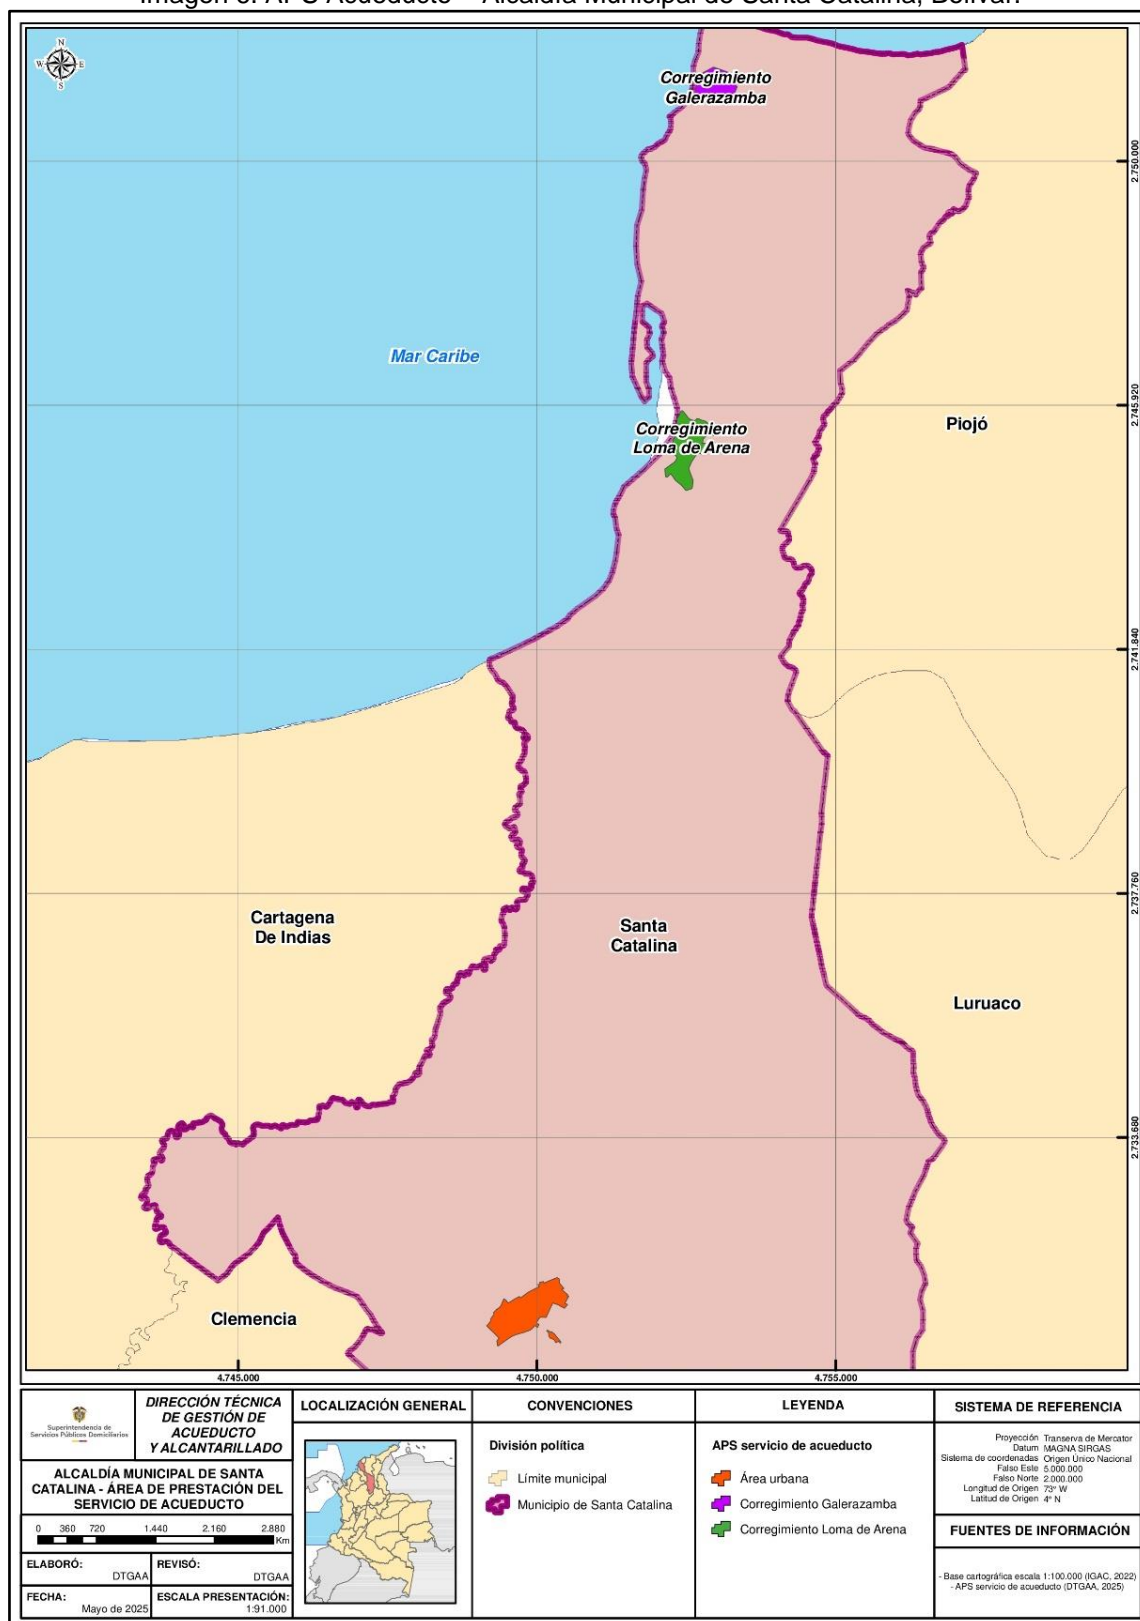 Imagen 3. APS Acueducto – Alcaldía Municipal de Santa Catalina, Bolívar.
N
W E
S
Corregimiento
Galerazamba
2.750.000
Mar Caribe
2.745.920
Corregimiento
Loma de Arena
Piojó
2.741.840
2.737.760
Cartagena
De Indias
Santa
Catalina
Luruaco
2.733.680
Clemencia
4.745.000
4.750.000
4.755.000
Superintendencia de
Servicios Públicos Domiciliarios
DIRECCIÓN TÉCNICA
DE GESTIÓN DE
ACUEDUCTO
Y ALCANTARILLADO
ALCALDÍA MUNICIPAL DE SANTA
CATALINA - ÁREA DE PRESTACIÓN DEL
SERVICIO DE ACUEDUCTO
0 360 720 1.440 2.160 2.880
Km
ELABORÓ:
DTGAA
REVISÓ:
DTGAA
FECHA:
Mayo de 2025
ESCALA PRESENTACIÓN:
1:91.000
LOCALIZACIÓN GENERAL
CONVENCIONES
División política
Límite municipal
Municipio de Santa Catalina
LEYENDA
APS servicio de acueducto
Área urbana
Corregimiento Galerazamba
Corregimiento Loma de Arena
SISTEMA DE REFERENCIA
Proyección Transerva de Mercator
Datum MAGNA SIRGAS
Sistema de coordenadas Origen Único Nacional
Falso Este 5.000.000
Falso Norte 2.000.000
Longitud de Origen 73° W
Latitud de Origen 4° N
FUENTES DE INFORMACIÓN
- Base cartográfica escala 1:100.000 (IGAC, 2022)
- APS servicio de acueducto (DTGAA, 2025)